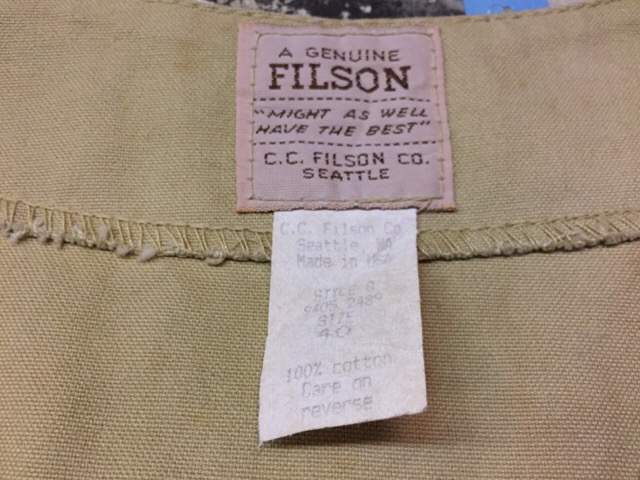 A GENUINE
FILSON
"MIGHT AS WELL
HAVE THE BEST"
C.C. FILSON CO.
SEATTLE
C.C. Filson Co
Seattle, WA
Made in USA
STYLE
SIZE
40
100% cotton
Care on
reverse